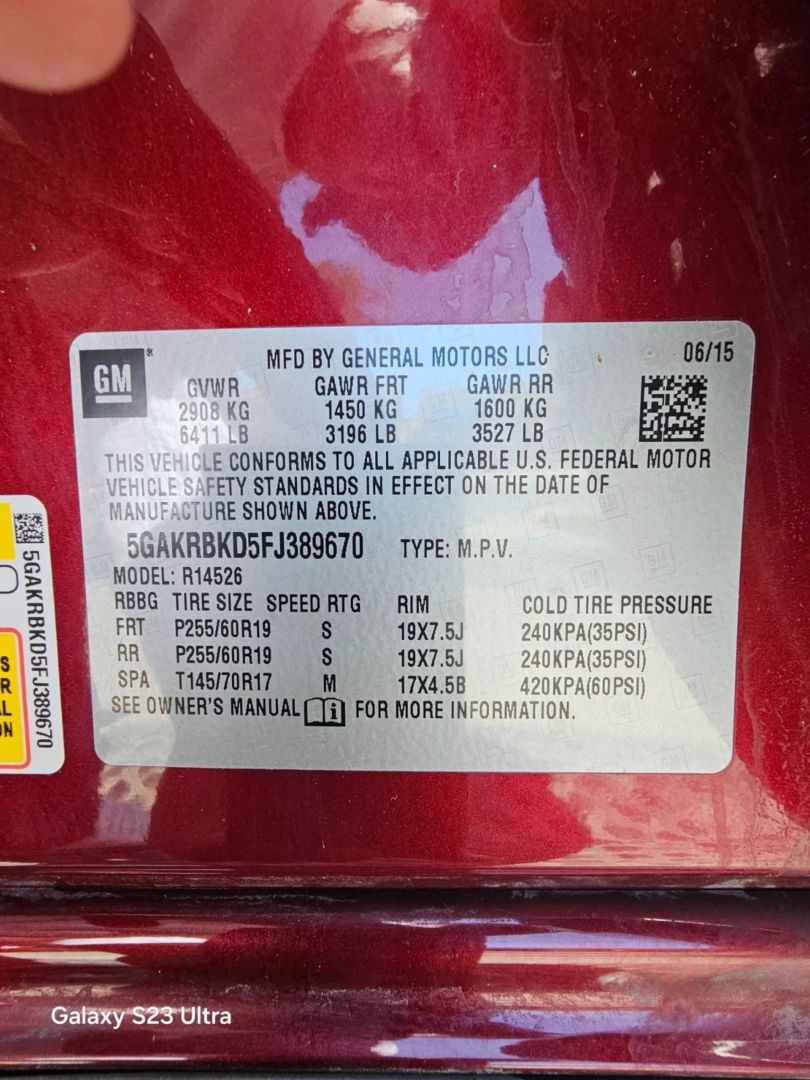 GM ®
MFD BY GENERAL MOTORS LLC 06/15
GVWR GAWR FRT GAWR RR
2908 KG 1450 KG 1600 KG
6411 LB 3196 LB 3527 LB
THIS VEHICLE CONFORMS TO ALL APPLICABLE U.S. FEDERAL MOTOR
VEHICLE SAFETY STANDARDS IN EFFECT ON THE DATE OF
MANUFACTURE SHOWN ABOVE.
5GAKRBKD5FJ389670 TYPE: M.P.V.
MODEL: R14526
RBBG TIRE SIZE SPEED RTG RIM COLD TIRE PRESSURE
FRT P255/60R19 S 19X7.5J 240KPA(35PSI)
RR P255/60R19 S 19X7.5J 240KPA(35PSI)
SPA T145/70R17 M 17X4.5B 420KPA(60PSI)
SEE OWNER'S MANUAL FOR MORE INFORMATION.
5GAKRBKD5FJ389670
Galaxy S23 Ultra